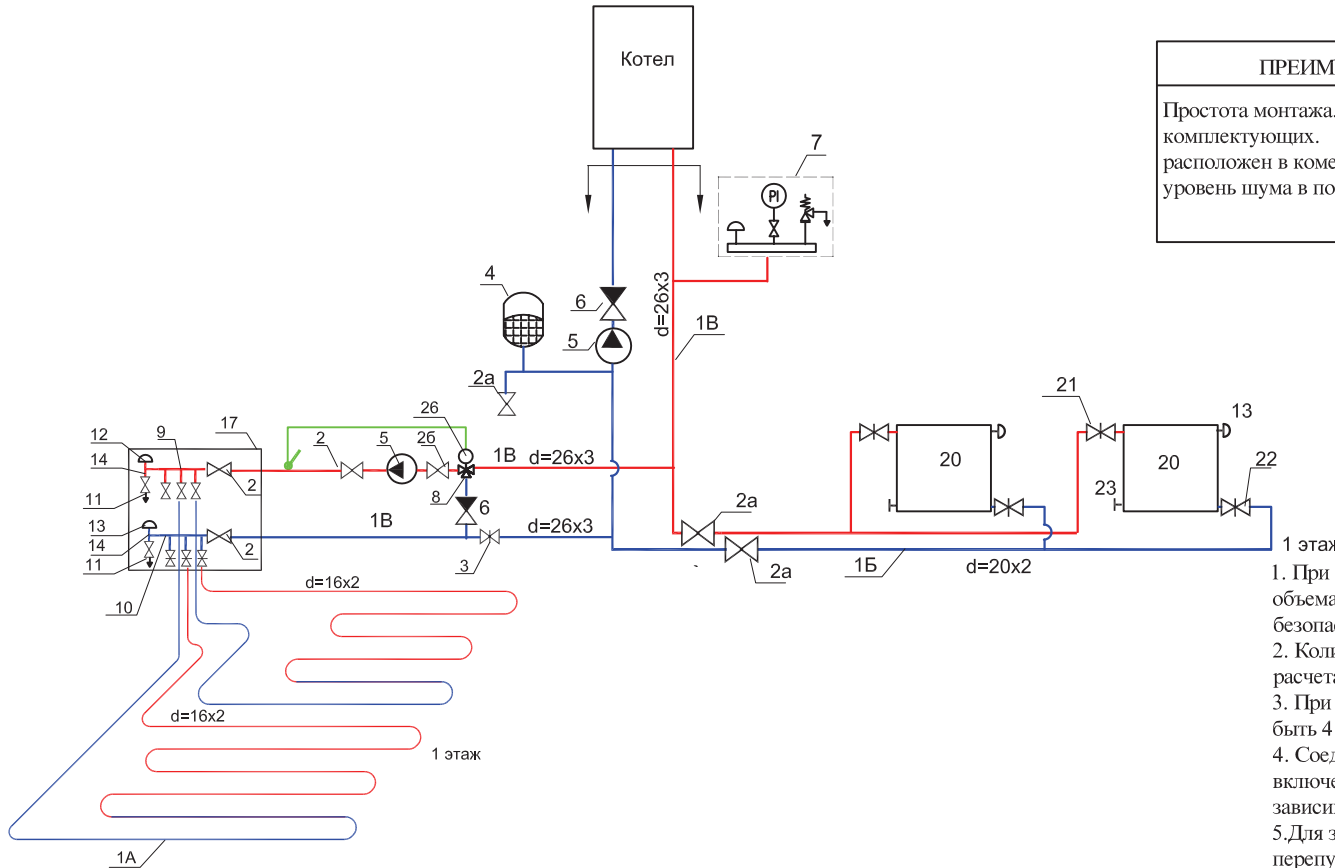 Котел
ПРЕИМ
Простота монтажа.
комплектующих.
расположен в коме
уровень шума в по
7
PI
4
6
5
d=26x3
1В
2а
26
21
13
12
9
17
2
5
2б
1В
d=26x3
20
20
14
8
22
11
2
6
23
13
1В
d=26x3
2а
14
2
11
3
2а
1Б
d=20x2
10
d=16x2
d=16x2
1 этаж
1А
1 этаж
1. При
объема
безопас
2. Коли
расчета
3. При
быть 4
4. Соед
включе
зависи
5.Для з
перепу